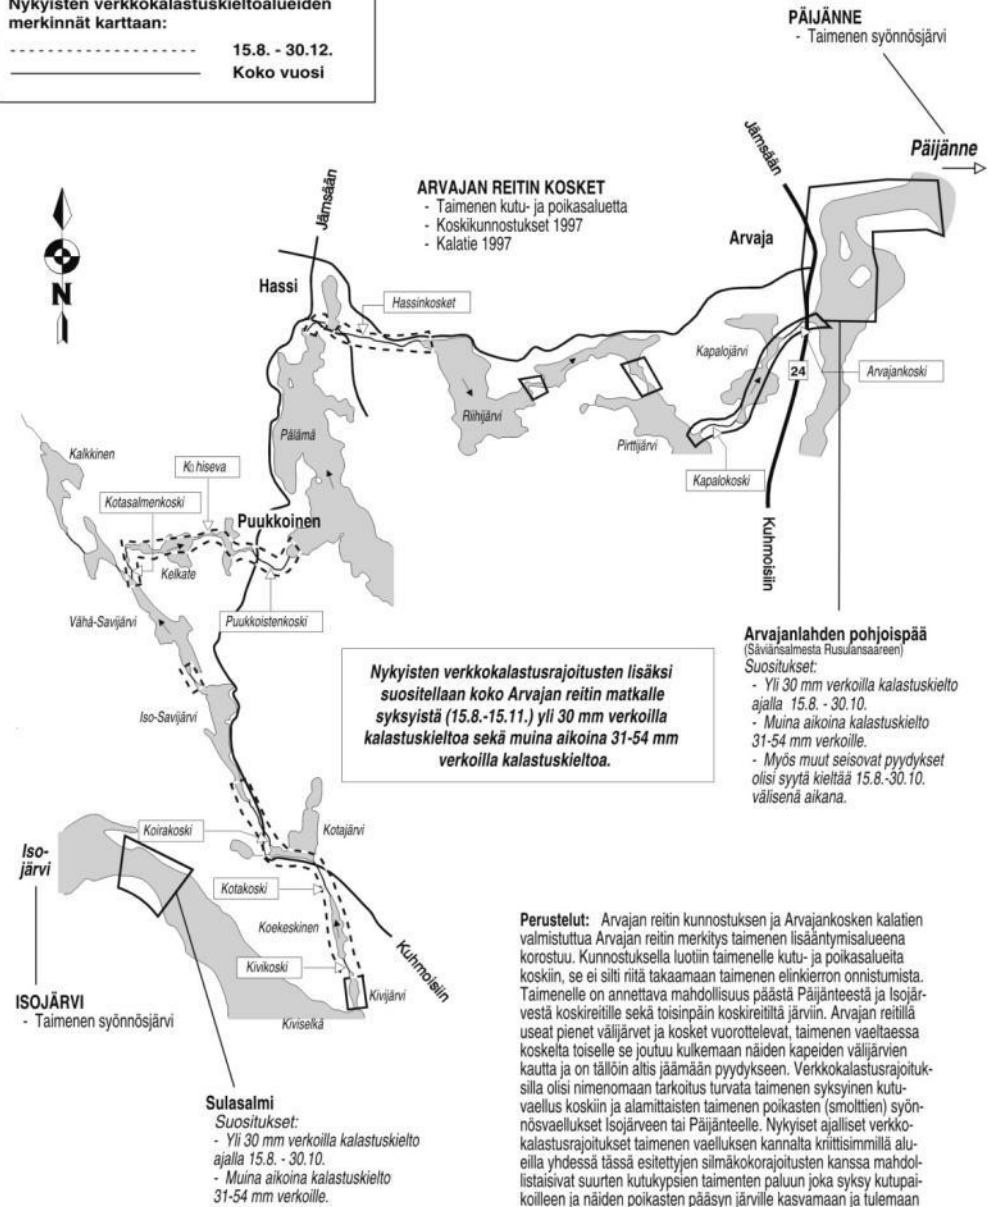 Nykyisten verkkokalastuskieltoalueiden
merkinnät karttaan:
15.8. - 30.12.
Koko vuosi
PÄIJÄNNE
- Taimenen syönnösjärvi
Päijänne
Jämsään
Jämsään
ARVAJAN REITIN KOSKET
- Taimenen kutu- ja poikasaluetta
- Koskikunnostukset 1997
- Kalatie 1997
N
Arvaja
Hassi
Hassinkosket
Kapalojärvi
24
Arvajankoski
Riihijärvi
Pirttijärvi
Kapalokoski
Kuhmoisiin
Pälämä
Kalkkinen
hiseva
Kotasalmenkoski
Puukkoinen
Kelkate
Vähä-Savijärvi
Puukkoistenkoski
Iso-Savijärvi
Nykyisten verkkokalastusrajoitusten lisäksi
suositellaan koko Arvajan reitin matkalle
syksyistä (15.8.-15.11.) yli 30 mm verkoilla
kalastuskieltoa sekä muina aikoina 31-54 mm
verkoilla kalastuskieltoa.
Arvajanlahden pohjoispää
(Säviänsalmesta Rusulansaareen)
Suositukset:
- Yli 30 mm verkoilla kalastuskielto
ajalla 15.8. - 30.10.
- Muina aikoina kalastuskielto
31-54 mm verkoille.
- Myös muut seisovat pyydykset
olisi syytä kieltää 15.8.-30.10.
välisenä aikana.
Koirakoski
Kotajärvi
Iso-
järvi
Kotakoski
Koekeskinen
Kivikoski
Kuhmoisiin
Kivijärvi
Kiviselkä
ISOJÄRVI
- Taimenen syönnösjärvi
Sulasalmi
Suositukset:
- Yli 30 mm verkoilla kalastuskielto
ajalla 15.8. - 30.10.
- Muina aikoina kalastuskielto
31-54 mm verkoille.
Perustelut: Arvajan reitin kunnostuksen ja Arvajankosken kalatien
valmistuttua Arvajan reitin merkitys taimenen lisääntymisalueena
korostuu. Kunnostuksella luotiin taimenelle kutu- ja poikasalueita
koskiin, se ei silti riitä takaamaan taimenen elinkierron onnistumista.
Taimenelle on annettava mahdollisuus päästä Päijänteestä ja Isojär-
vestä koskireitille sekä toisinpäin koskireitiltä järviin. Arvajan reitillä
useat pienet välijärvet ja kosket vuorottelevat, taimenen vaeltaessa
koskelta toiselle se joutuu kulkemaan näiden kapeiden välijärvien
kautta ja on tällöin altis jäämään pyydykseen. Verkkokalastusrajoituk-
silla olisi nimenomaan tarkoitus turvata taimenen syksyinen kutu-
vaellus koskiin ja alamittaisten taimenen poikasten (smolttien) syön-
nösvaellukset Isojärveen tai Päijänteelle. Nykyiset ajalliset verkko-
kalastusrajoitukset taimenen vaelluksen kannalta kriittisimmillä alu-
eilla yhdessä tässä esitettyjen silmäkokorajoitusten kanssa mahdol-
listaisivat suurten kutukypsien taimenten paluun joka syksy kutupai-
koilleen ja näiden poikasten pääsyn järville kasvamaan ja tulemaan